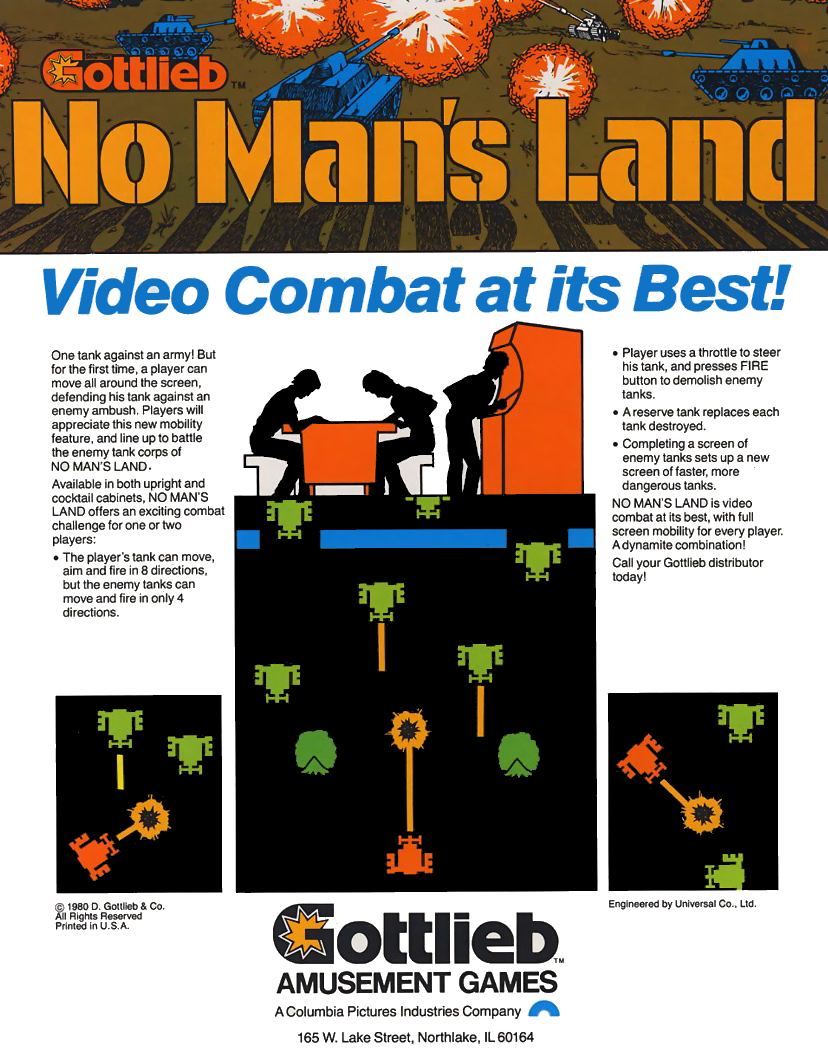 Gottlieb TM
No Man's Land
Video Combat at its Best!
One tank against an army! But
for the first time, a player can
move all around the screen,
defending his tank against an
enemy ambush. Players will
appreciate this new mobility
feature, and line up to battle
the enemy tank corps of
NO MAN'S LAND.
Available in both upright and
cocktail cabinets, NO MAN'S
LAND offers an exciting combat
challenge for one or two
players:
• The player's tank can move,
aim and fire in 8 directions,
but the enemy tanks can
move and fire in only 4
directions.
• Player uses a throttle to steer
his tank, and presses FIRE
button to demolish enemy
tanks.
• A reserve tank replaces each
tank destroyed.
• Completing a screen of
enemy tanks sets up a new
screen of faster, more
dangerous tanks.
NO MAN'S LAND is video
combat at its best, with full
screen mobility for every player.
A dynamite combination!
Call your Gottlieb distributor
today!
© 1980 D. Gottlieb & Co.
All Rights Reserved
Printed in U.S.A.
Engineered by Universal Co., Ltd.
Gottlieb TM
AMUSEMENT GAMES
A Columbia Pictures Industries Company
165 W. Lake Street, Northlake, IL 60164